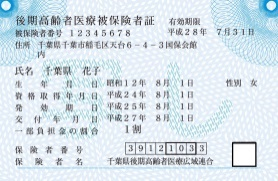 後期高齢者医療被保険者証
有効期限
被保険者番号 12345678 平成28年 7月31日
住所 千葉県千葉市稲毛区天台6-4-3国保会館
内
氏名 千葉県 花子
生年月日 昭和12年 8月 1日 性別 女
資格取得年月日 平成24年 8月 1日
発効期日 平成25年 8月 1日
交付年月日 平成27年 8月 1日
一部負担金の割合 1割
保険者番号 39121033
保険者名 千葉県後期高齢者医療広域連合